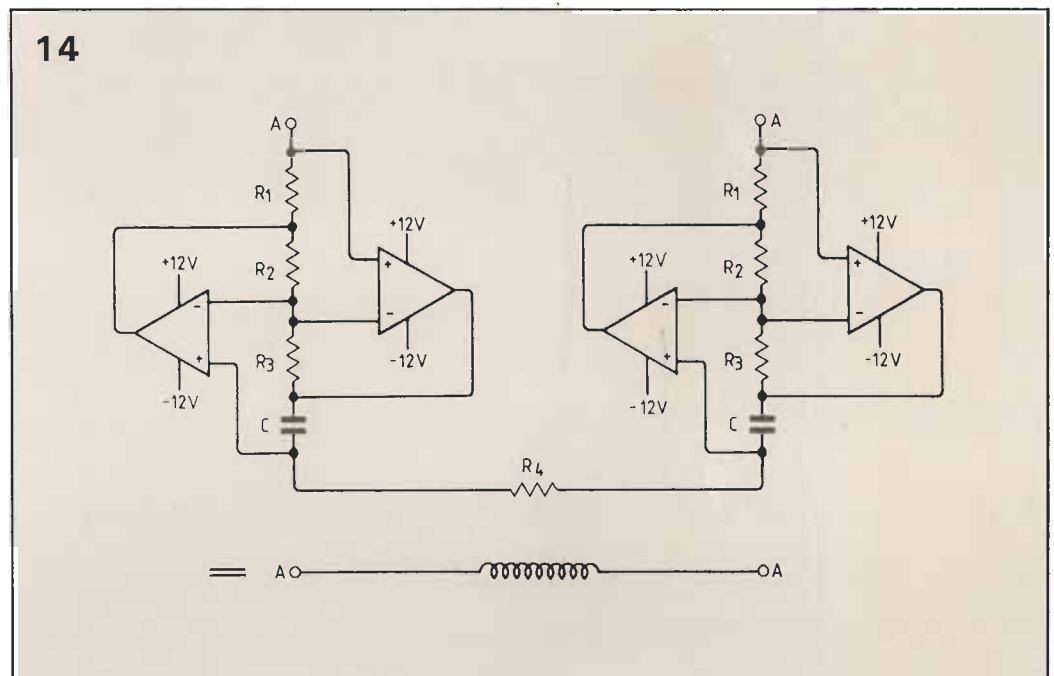 14
A
A
R1
R1
+12V
+12V
+12V
R2
+12V
R2
-
+
-
+
-
-
+
R3
-12V
+
R3
-12V
-12V
-12V
C
C
R4
= A
A